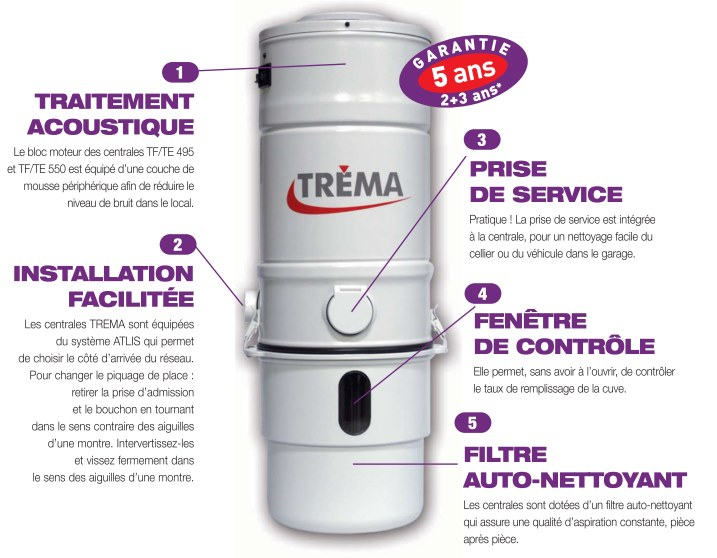 GARANTIE
5 ans
2+3 ans*
TRĖMA
1
TRAITEMENT
ACOUSTIQUE
Le bloc moteur des centrales TF/TE 495
et TF/TE 550 est équipé d'une couche de
mousse périphérique afin de réduire le
niveau de bruit dans le local.
2
INSTALLATION
FACILITÉE
Les centrales TREMA sont équipées
du système ATLIS qui permet
de choisir le côté d'arrivée du réseau.
Pour changer le piquage de place :
retirer la prise d'admission
et le bouchon en tournant
dans le sens contraire des aiguilles
d'une montre. Intervertissez-les
et vissez fermement dans
le sens des aiguilles d'une montre.
3
PRISE
DE SERVICE
Pratique ! La prise de service est intégrée
à la centrale, pour un nettoyage facile du
cellier ou du véhicule dans le garage.
4
FENÊTRE
DE CONTRÔLE
Elle permet, sans avoir à l'ouvrir, de contrôler
le taux de remplissage de la cuve.
5
FILTRE
AUTO-NETTOYANT
Les centrales sont dotées d'un filtre auto-nettoyant
qui assure une qualité d'aspiration constante, pièce
après pièce.